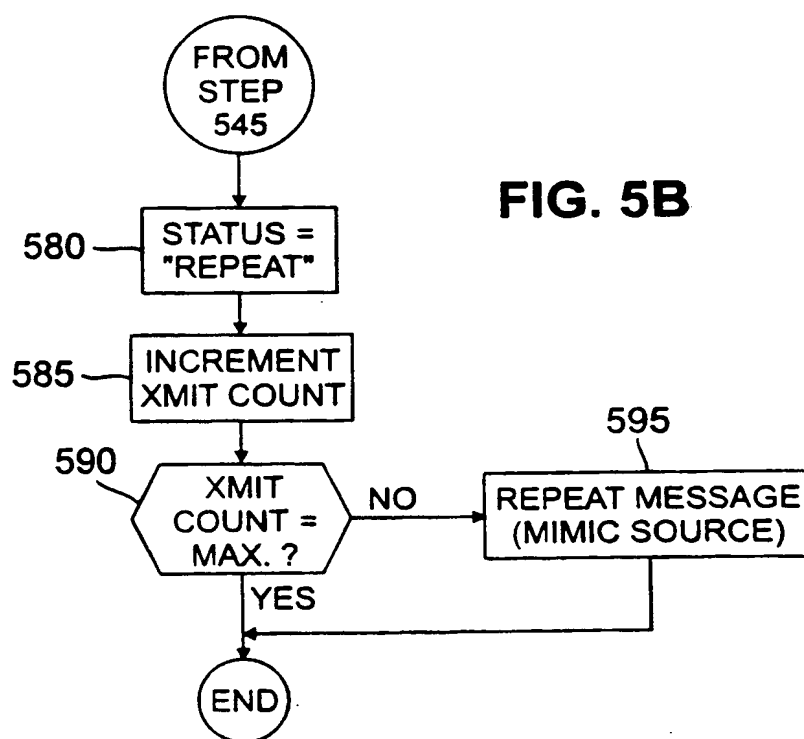 FROM
STEP
545
FIG. 5B
580
STATUS =
"REPEAT"
585
INCREMENT
XMIT COUNT
590
XMIT
COUNT =
MAX. ?
NO
YES
595
REPEAT MESSAGE
(MIMIC SOURCE)
END